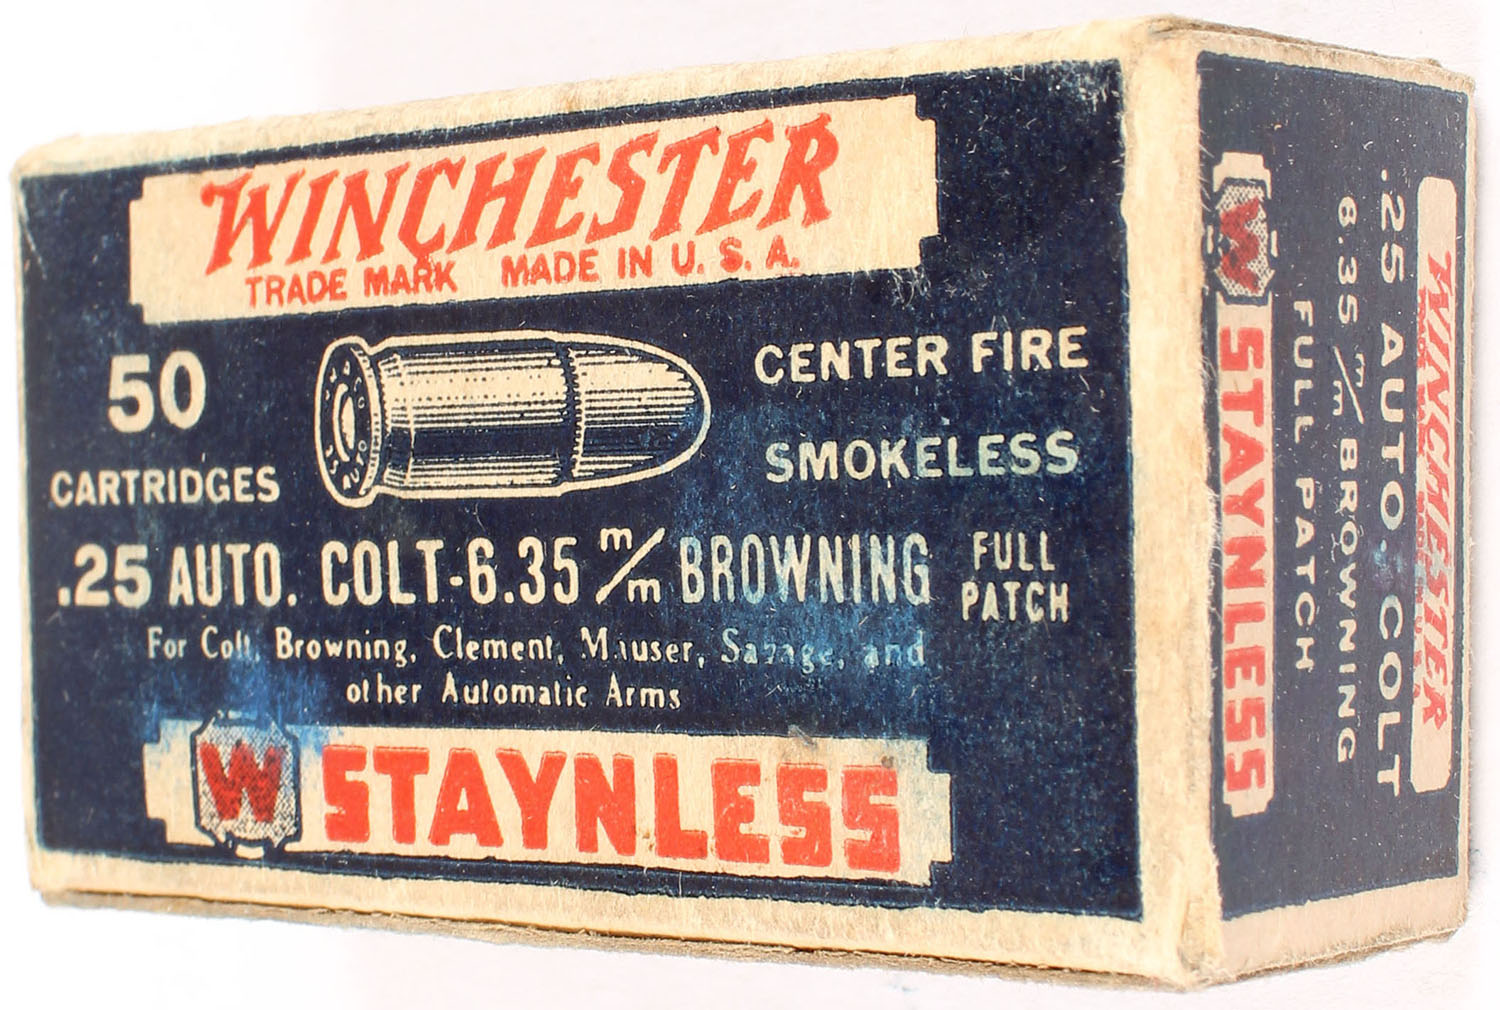 WINCHESTER
TRADE MARK MADE IN U. S. A.
50
CARTRIDGES
CENTER FIRE
SMOKELESS
.25 AUTO. COLT-6.35 m/m BROWNING
FULL
PATCH
For Colt, Browning, Clement, Mauser, Savage, and
other Automatic Arms
W STAYNLESS
WINCHESTER
.25 AUTO. COLT
6.35 m/m BROWNING
FULL PATCH
W STAYNLESS